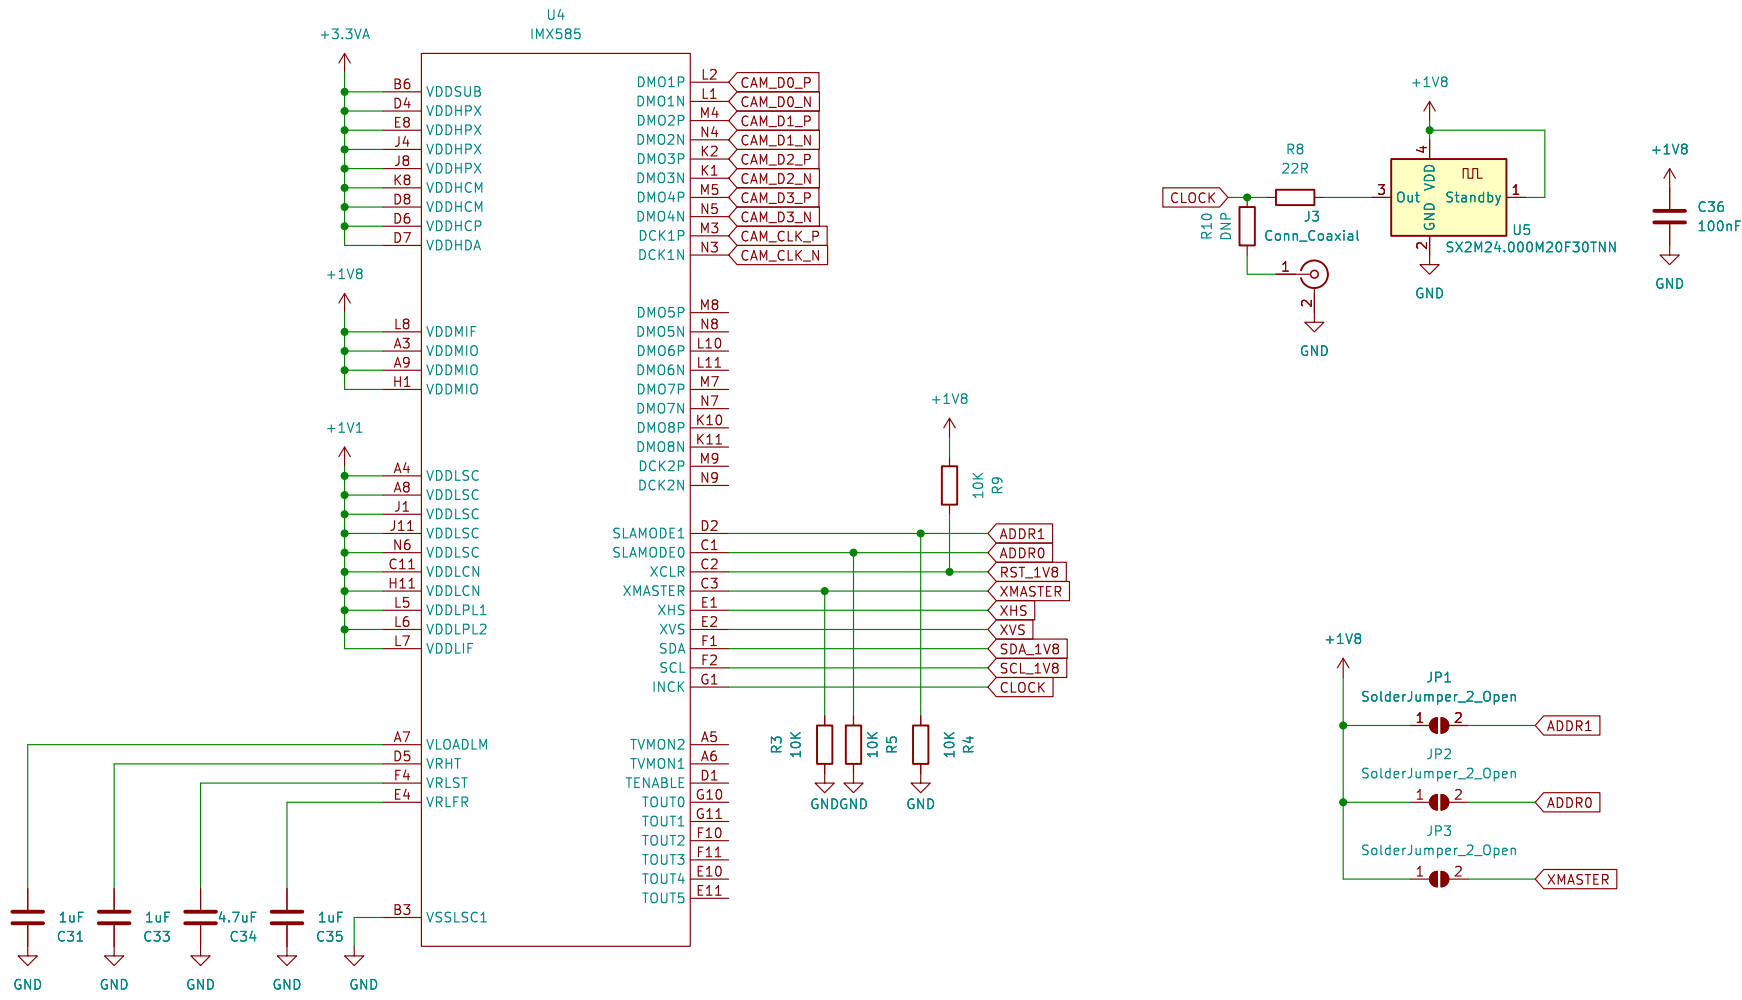 U4
IMX585
+3.3VA
B6 VDDSUB
D4 VDDHPX
E8 VDDHPX
J4 VDDHPX
J8 VDDHPX
K8 VDDHCM
D8 VDDHCM
D6 VDDHCP
D7 VDDHDA
+1V8
L8 VDDMIF
A3 VDDMIO
A9 VDDMIO
H1 VDDMIO
+1V1
A4 VDDLSC
A8 VDDLSC
J1 VDDLSC
J11 VDDLSC
N6 VDDLSC
C11 VDDLCN
H11 VDDLCN
L5 VDDLPL1
L6 VDDLPL2
L7 VDDLIF
A7 VLOADLM
D5 VRHT
F4 VRLST
E4 VRLFR
B3 VSSLSC1
1uF
C31
GND
1uF
C33
GND
4.7uF
C34
GND
1uF
C35
GND
GND
DMO1P L2 CAM_D0_P
DMO1N L1 CAM_D0_N
DMO2P M4 CAM_D1_P
DMO2N N4 CAM_D1_N
DMO3P K2 CAM_D2_P
DMO3N K1 CAM_D2_N
DMO4P M5 CAM_D3_P
DMO4N N5 CAM_D3_N
DCK1P M3 CAM_CLK_P
DCK1N N3 CAM_CLK_N
DMO5P M8
DMO5N N8
DMO6P L10
DMO6N L11
DMO7P M7
DMO7N N7
DMO8P K10
DMO8N K11
DCK2P M9
DCK2N N9
SLAMODE1 D2 ADDR1
SLAMODE0 C1 ADDR0
XCLR C2 RST_1V8
XMASTER C3 XMASTER
XHS E1 XHS
XVS E2 XVS
SDA F1 SDA_1V8
SCL F2 SCL_1V8
INCK G1 CLOCK
TVMON2 A5
TVMON1 A6
TENABLE D1
TOUT0 G10
TOUT1 G11
TOUT2 F10
TOUT3 F11
TOUT4 E10
TOUT5 E11
+1V8
10K
R9
R3
10K
GND
10K
R5
GND
10K
R4
GND
+1V8
R8
22R
CLOCK
R10
DNP
J3
Conn_Coaxial
1
2
GND
3 Out
4 VDD
GND 2
Standby 1
U5
SX2M24.000M20F30TNN
GND
+1V8
C36
100nF
GND
+1V8
JP1
SolderJumper_2_Open
1 2 ADDR1
JP2
SolderJumper_2_Open
1 2 ADDR0
JP3
SolderJumper_2_Open
1 2 XMASTER